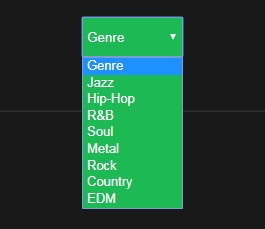 Genre
Genre
Jazz
Hip-Hop
R&B
Soul
Metal
Rock
Country
EDM